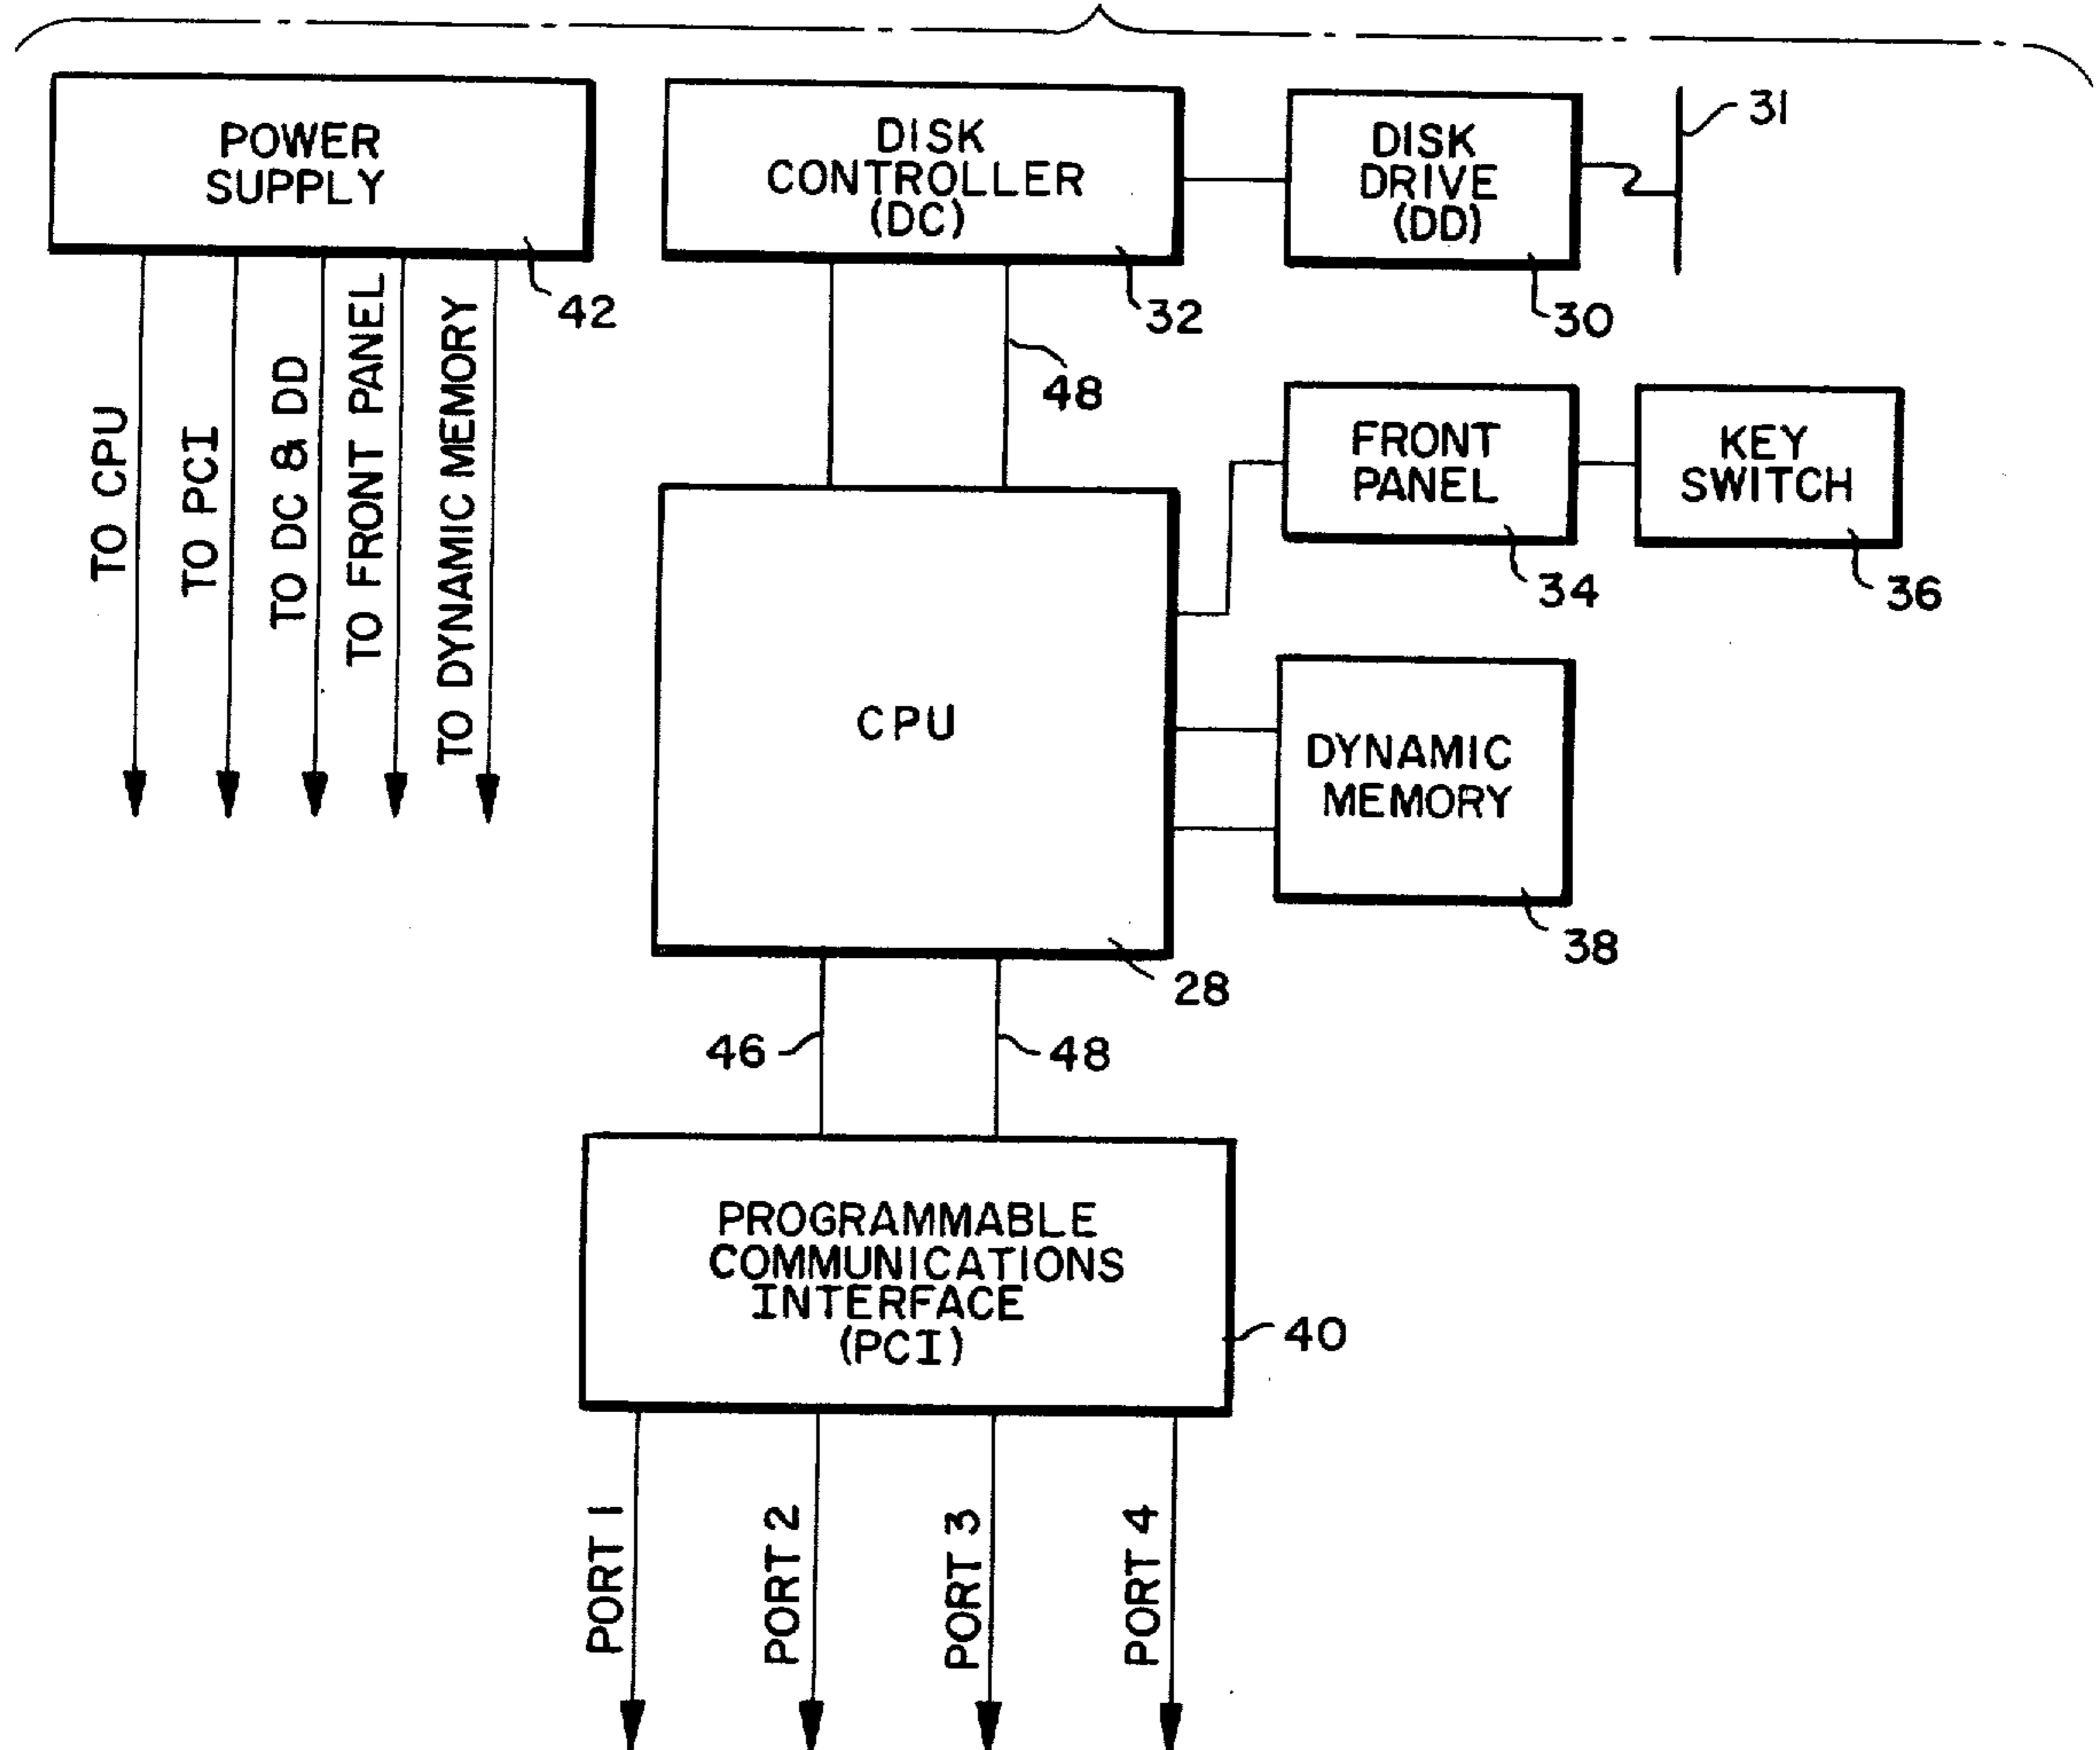 POWER
SUPPLY
42
DISK
CONTROLLER
(DC)
32
DISK
DRIVE
(DD)
30
31
TO CPU
TO PCI
TO DC & DD
TO FRONT PANEL
TO DYNAMIC MEMORY
48
FRONT
PANEL
34
KEY
SWITCH
36
CPU
28
DYNAMIC
MEMORY
38
46
48
PROGRAMMABLE
COMMUNICATIONS
INTERFACE
(PCI)
40
PORT 1
PORT 2
PORT 3
PORT 4